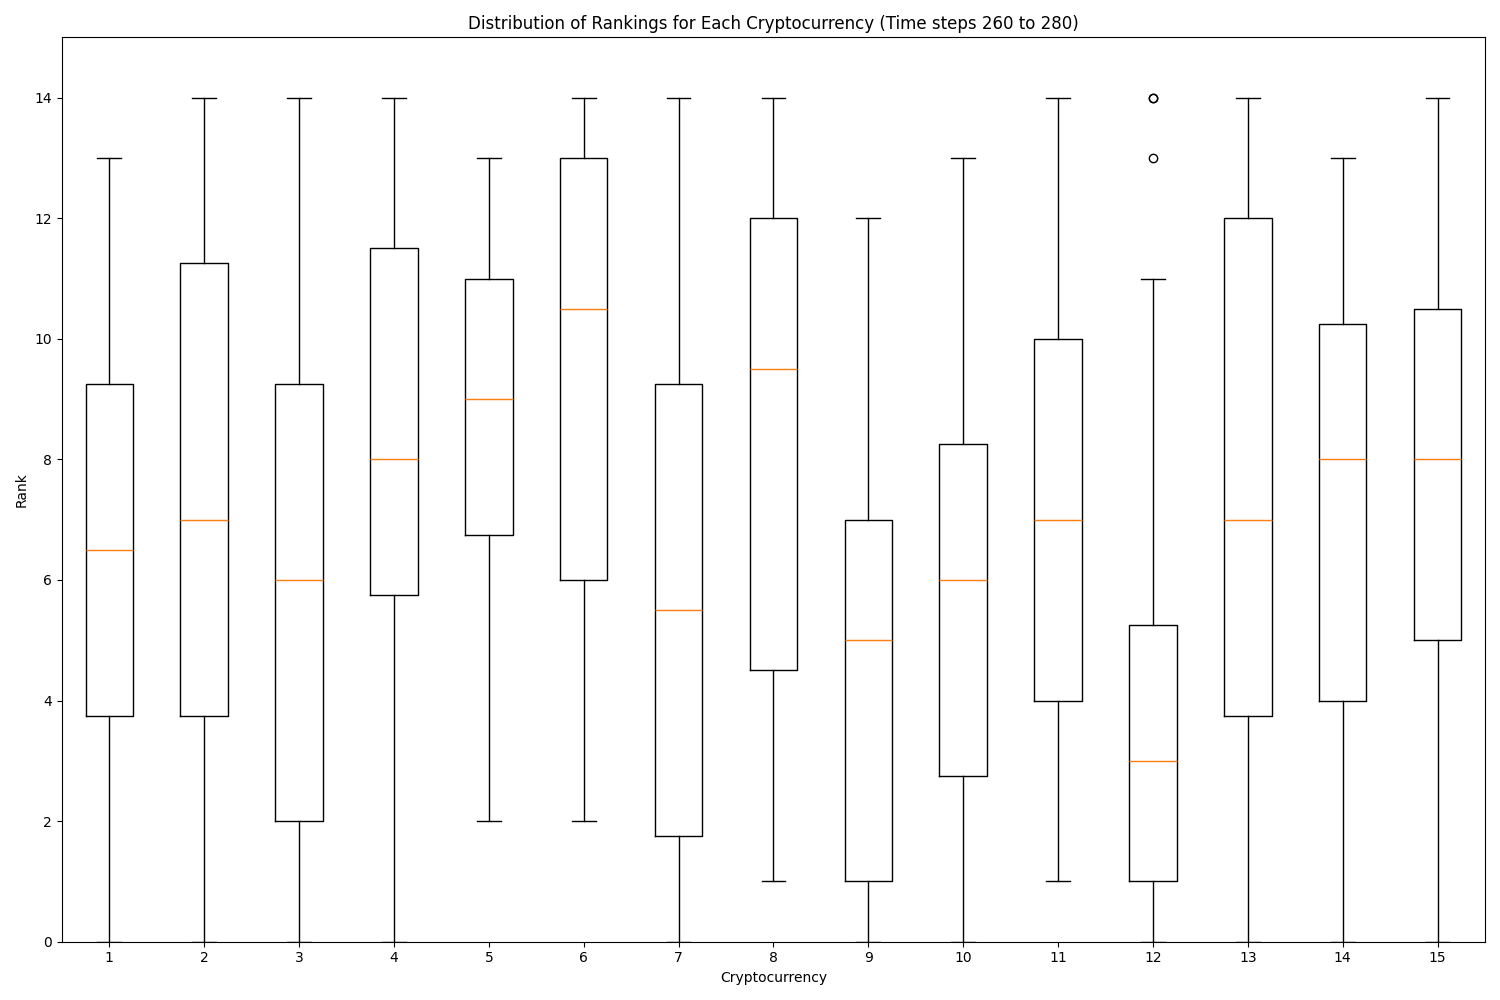 Distribution of Rankings for Each Cryptocurrency (Time steps 260 to 280)
14
12
10
8
6
4
2
0
Rank
1 2 3 4 5 6 7 8 9 10 11 12 13 14 15
Cryptocurrency